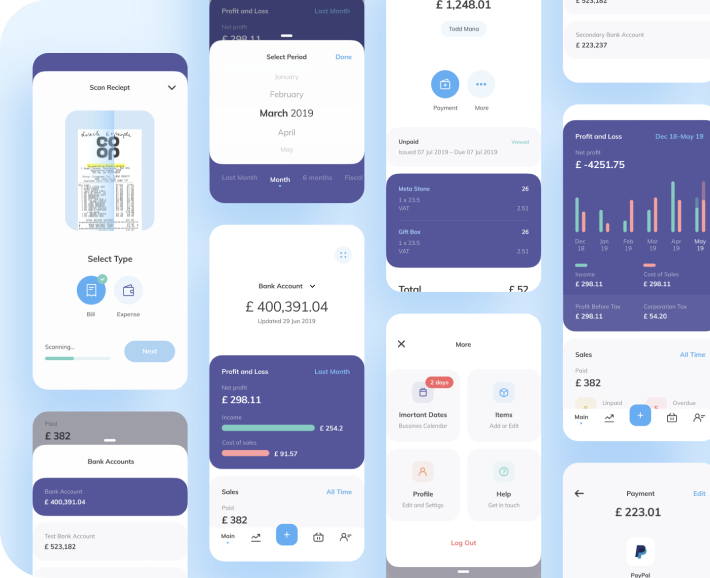 Scan Reciept
CO
OP
Select Type
Bill
Expense
Scanning...
Next
Paid
£ 382
Bank Accounts
Bank Account
£ 400,391.04
Test Bank Account
£ 523,182
Profit and Loss
Last Month
Net profit
£ 298.11
Select Period
Done
January
February
March 2019
April
May
Last Month
Month
6 months
Fiscal
Bank Account
£ 400,391.04
Updated 29 Jun 2019
Profit and Loss
Last Month
Net profit
£ 298.11
Income
£ 254.2
Cost of sales
£ 91.57
Sales
All Time
Paid
£ 382
Main
£ 1,248.01
Todd Mana
Payment
More
Unpaid
Viewed
Issued 07 Jul 2019 – Due 07 Jul 2019
Meta Stone
26
1 x 23.5
VAT
2.51
Gift Box
26
1 x 23.5
VAT
2.51
Total
£ 52
More
2 days
Imortant Dates
Bussines Calendar
Items
Add or Edit
Profile
Edit and Settigs
Help
Get in touch
Log Out
£ 523,182
Secondary Bank Account
£ 223,237
Profit and Loss
Dec 18-May 19
Net profit
£ -4251.75
Dec
18
Jan
19
Feb
19
Mar
19
Apr
19
May
19
Income
£ 298.11
Cost of Sales
£ 298.11
Profit Before Tax
£ 298.11
Corporation Tax
£ 54.20
Sales
All Time
Paid
£ 382
Unpaid
Overdue
Main
Payment
Edit
£ 223.01
PayPal